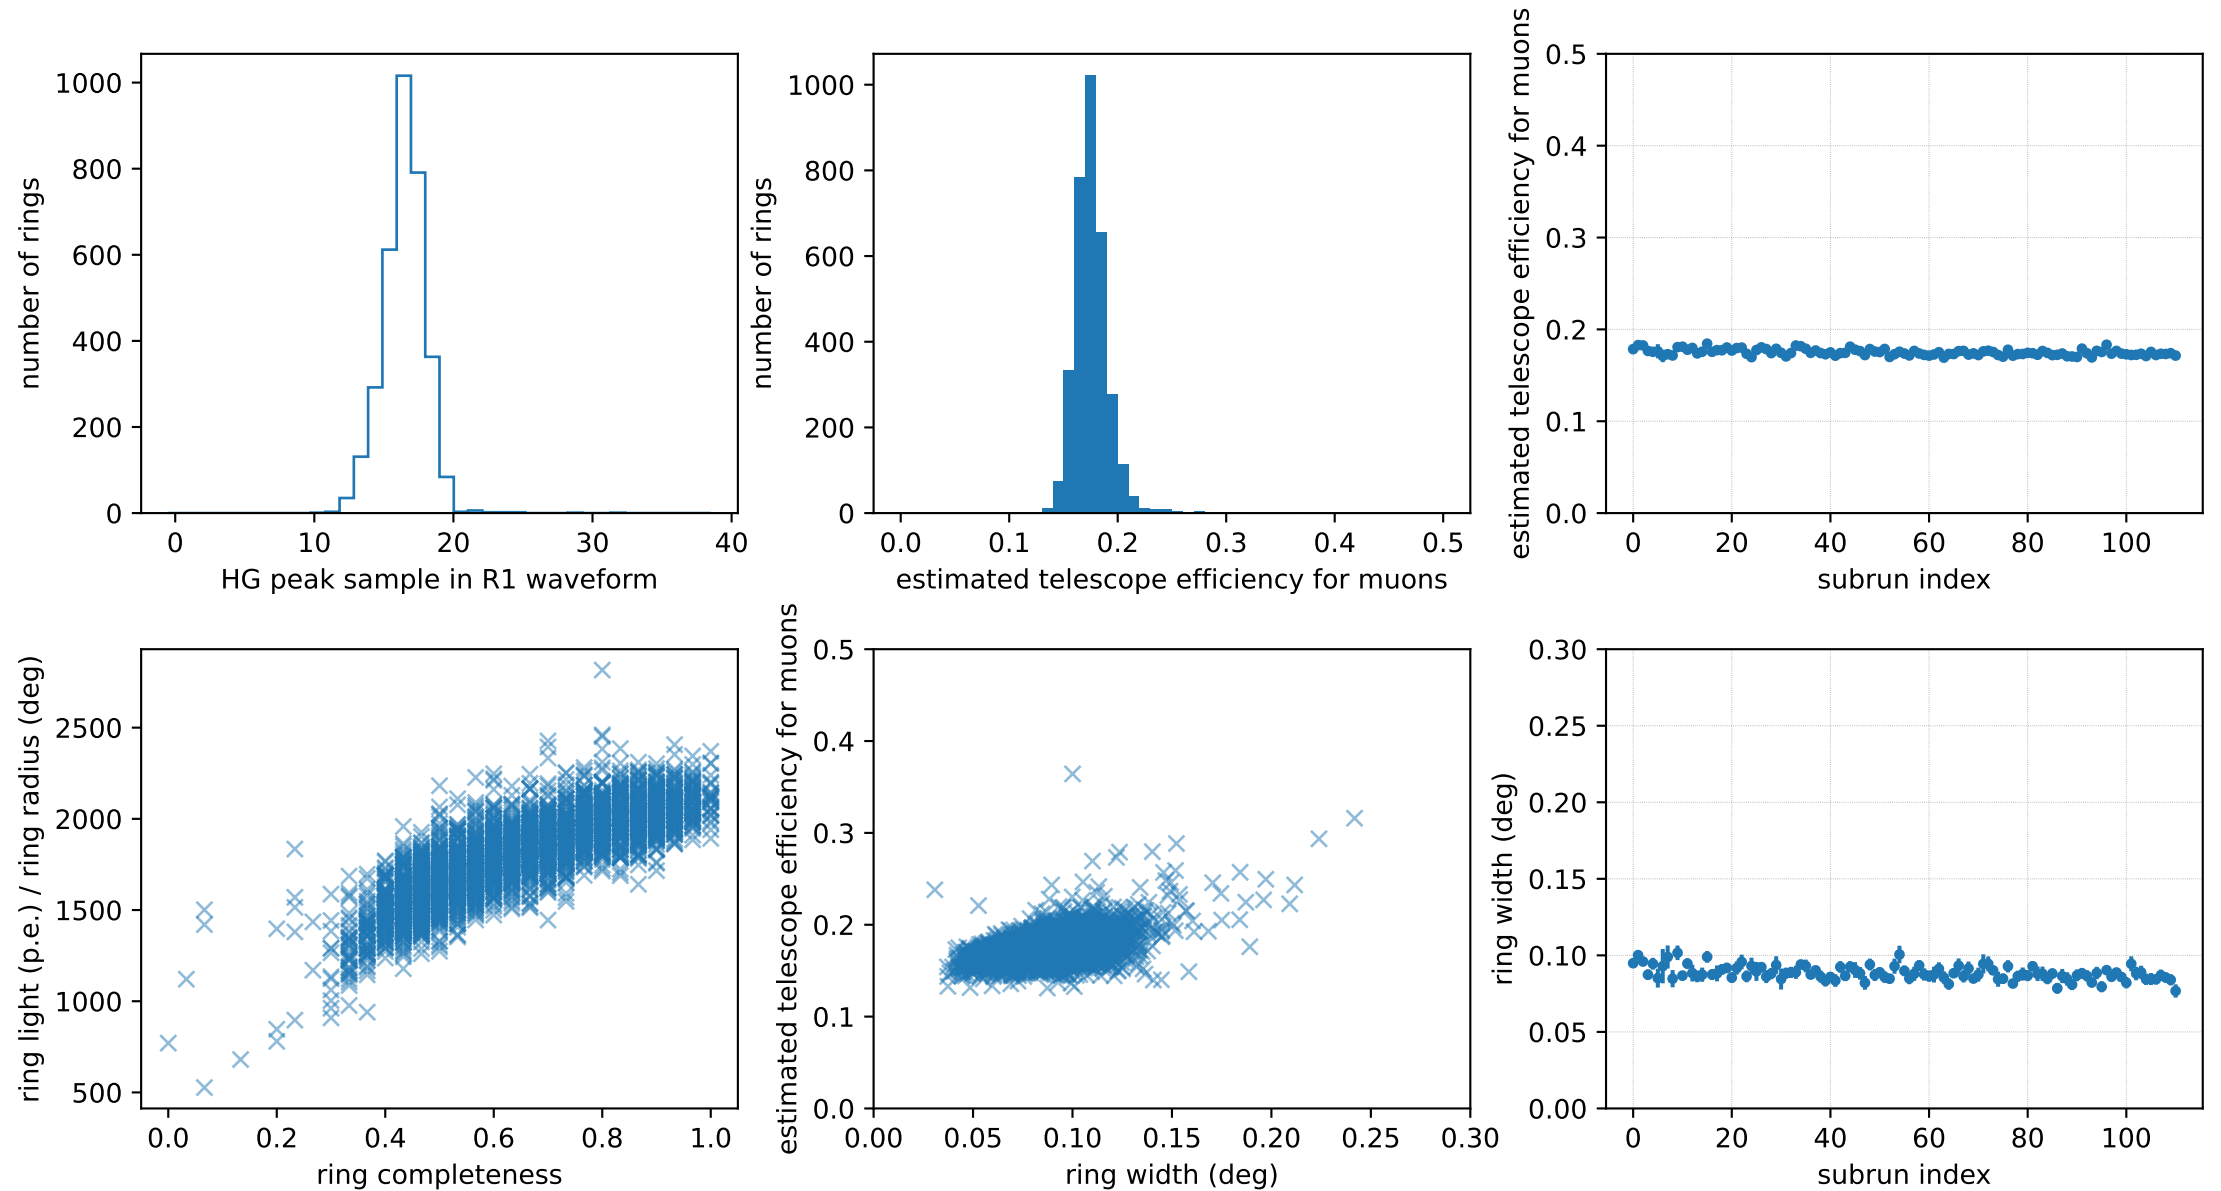 number of rings
1000
800
600
400
200
0
0 10 20 30 40
HG peak sample in R1 waveform
number of rings
1000
800
600
400
200
0
0.0 0.1 0.2 0.3 0.4 0.5
estimated telescope efficiency for muons
estimated telescope efficiency for muons
0.5
0.4
0.3
0.2
0.1
0.0
0 20 40 60 80 100
subrun index
ring light (p.e.) / ring radius (deg)
2500
2000
1500
1000
500
0.0 0.2 0.4 0.6 0.8 1.0
ring completeness
estimated telescope efficiency for muons
0.5
0.4
0.3
0.2
0.1
0.0
0.00 0.05 0.10 0.15 0.20 0.25 0.30
ring width (deg)
ring width (deg)
0.30
0.25
0.20
0.15
0.10
0.05
0.00
0 20 40 60 80 100
subrun index